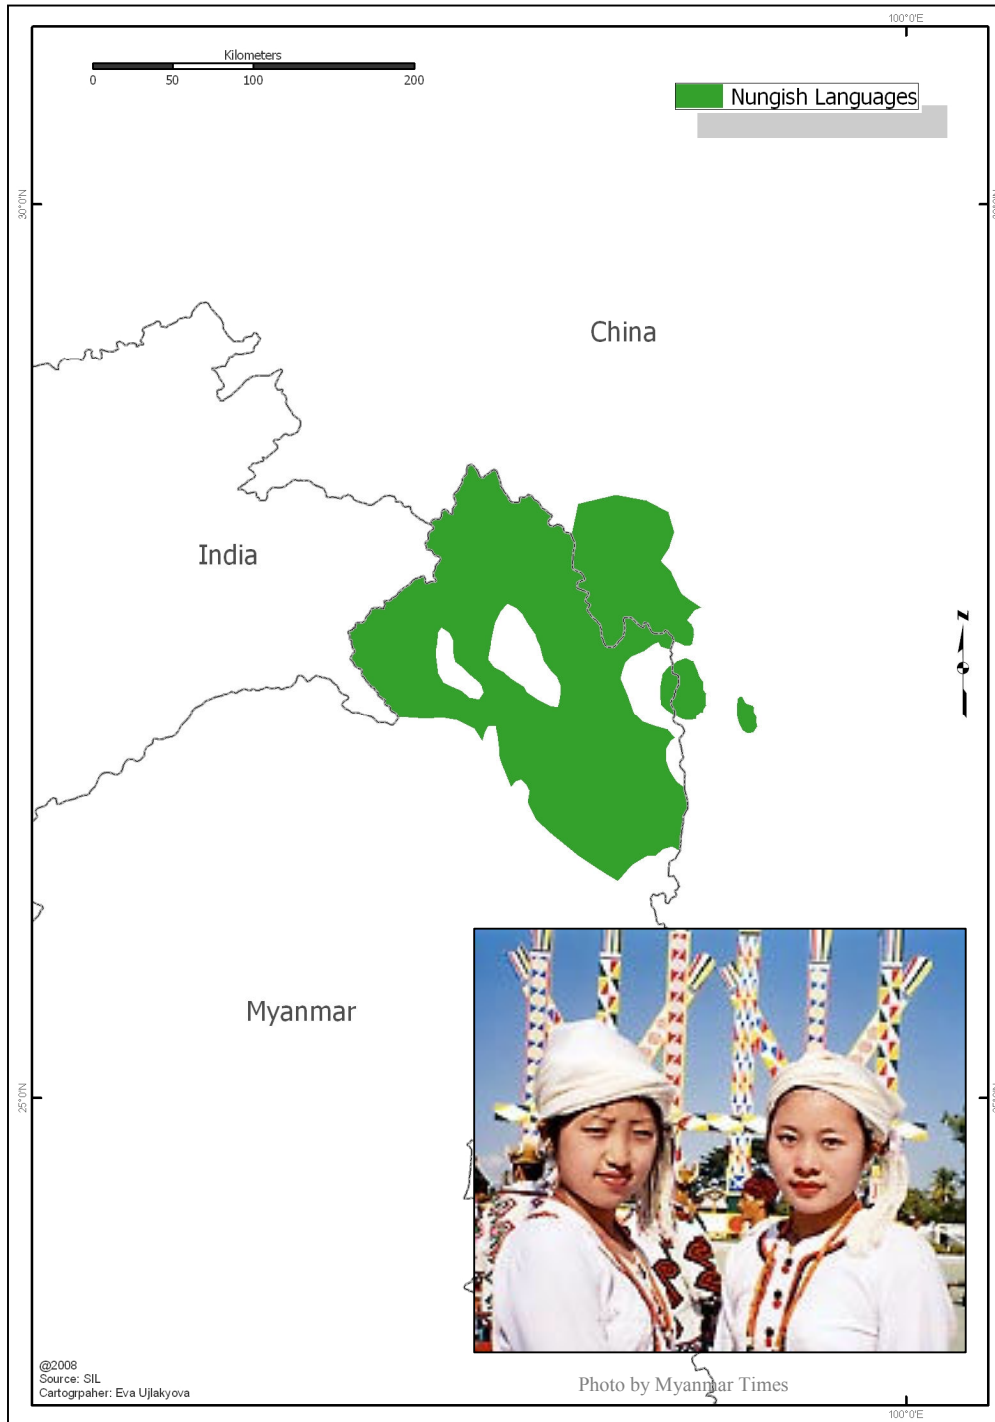 100°0'E
Kilometers
0 50 100 200
Nungish Languages
30°0'N
China
India
N
Myanmar
25°0'N
@2008
Source: SIL
Cartogrpaher: Eva Ujlakyova
Photo by Myanmar Times
100°0'E